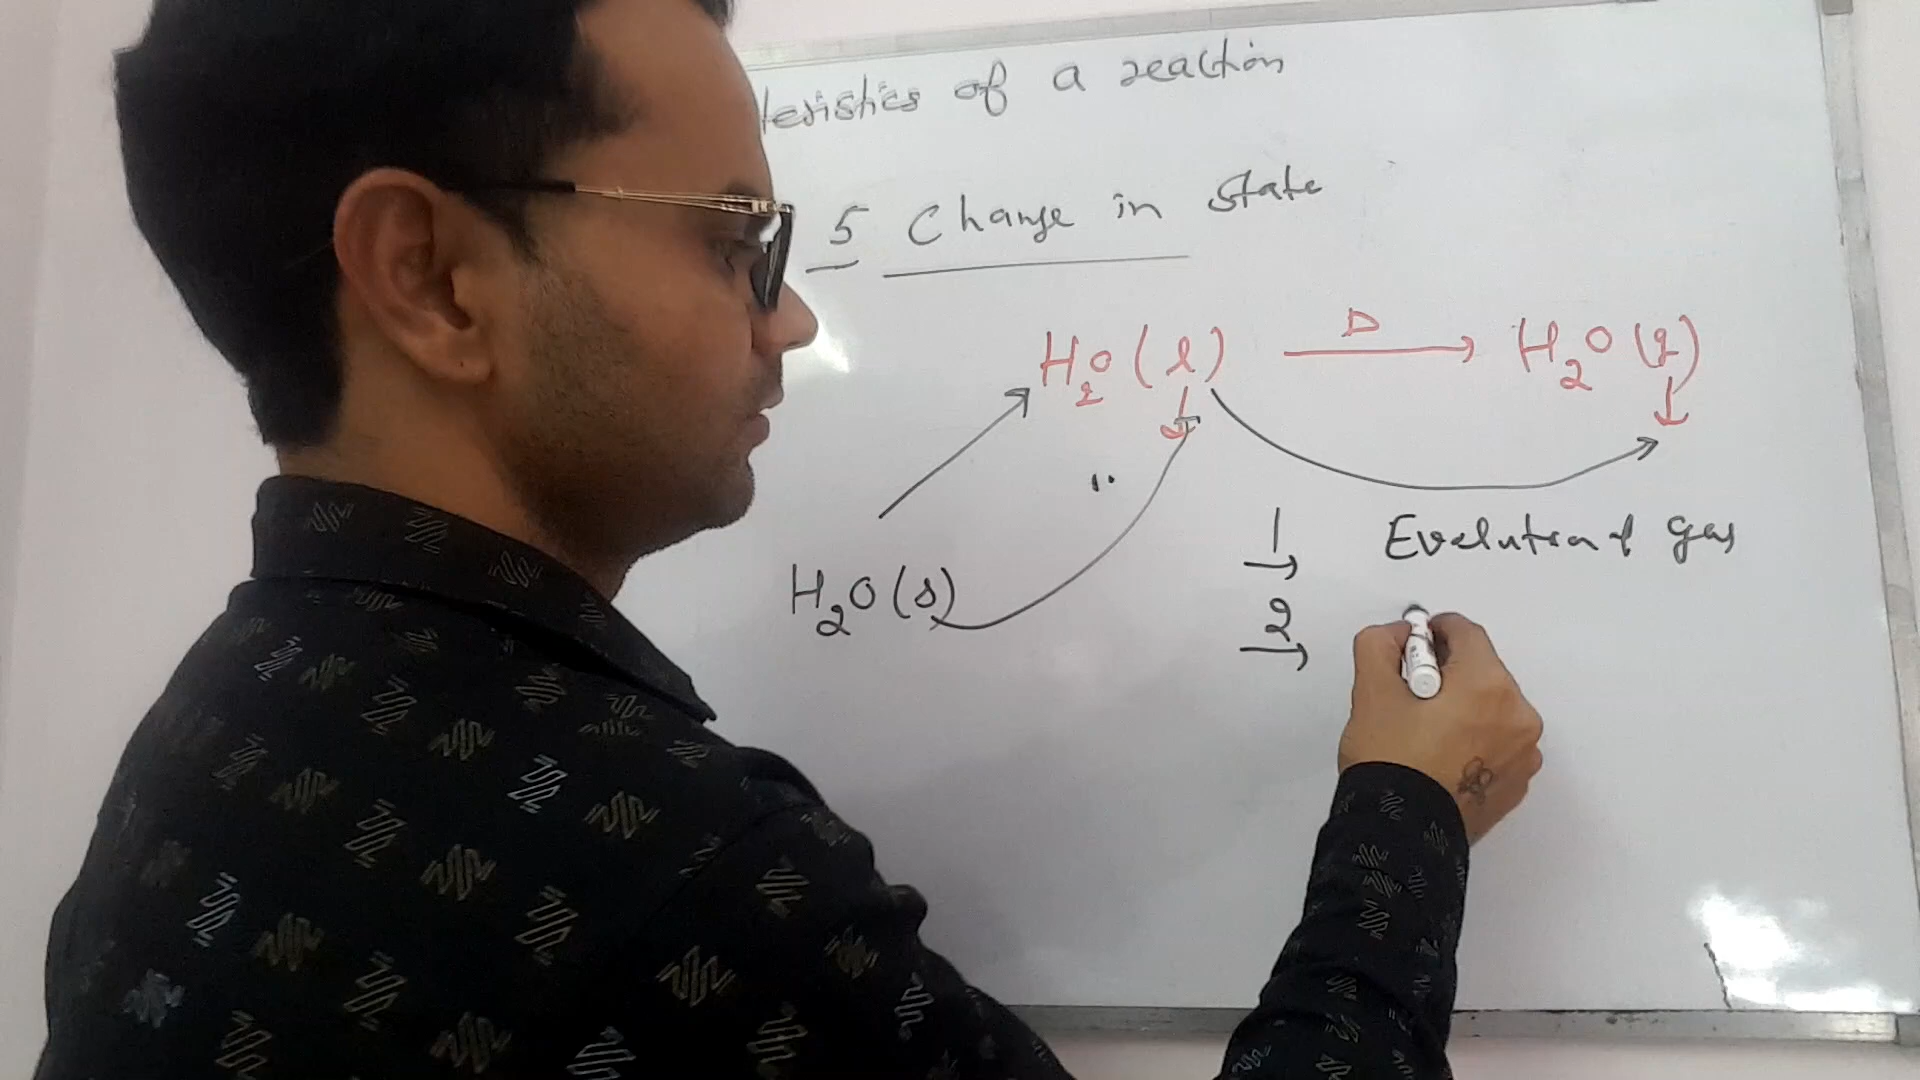 teristics of a reaction
5 Change in state
D
H2O (l) → H2O (g)
H2O (s)
1 → Evolution of gas
2 →